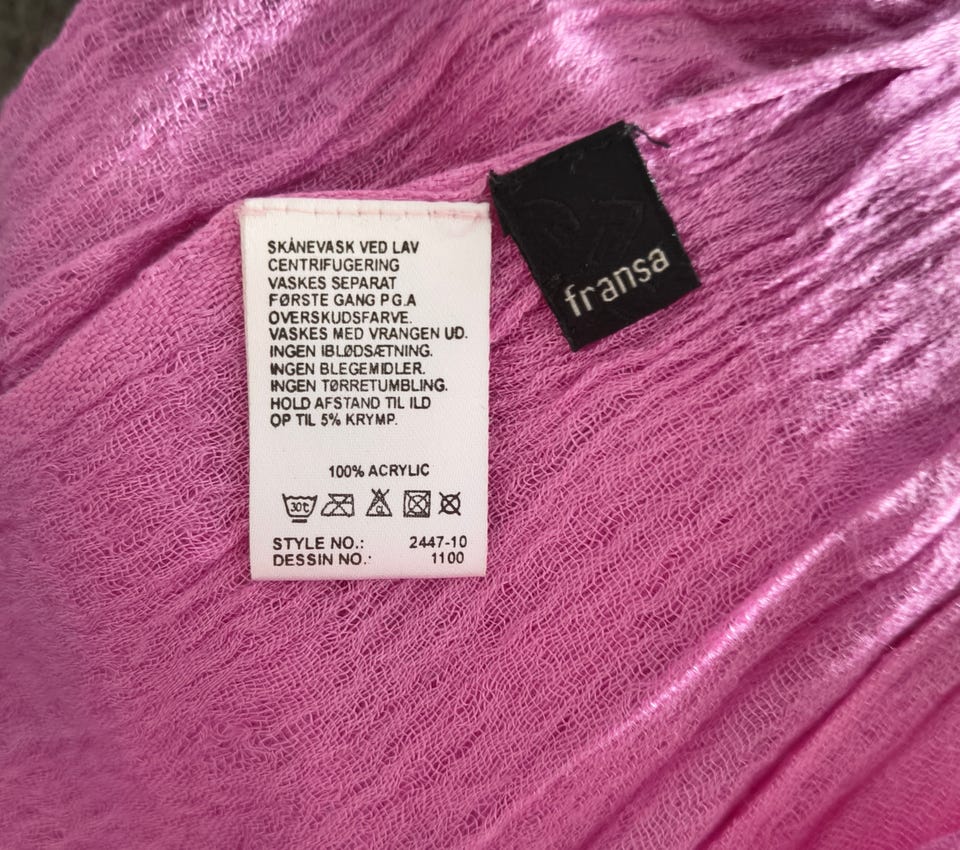 SKÅNEVASK VED LAV
CENTRIFUGERING
VASKES SEPARAT
FØRSTE GANG P G.A
OVERSKUDSFARVE.
VASKES MED VRANGEN UD.
INGEN IBLØDSÆTNING.
INGEN BLEGEMIDLER.
INGEN TØRRETUMBLING.
HOLD AFSTAND TIL ILD
OP TIL 5% KRYMP.
100% ACRYLIC
30℃
STYLE NO.: 2447-10
DESSIN NO.: 1100
fransa